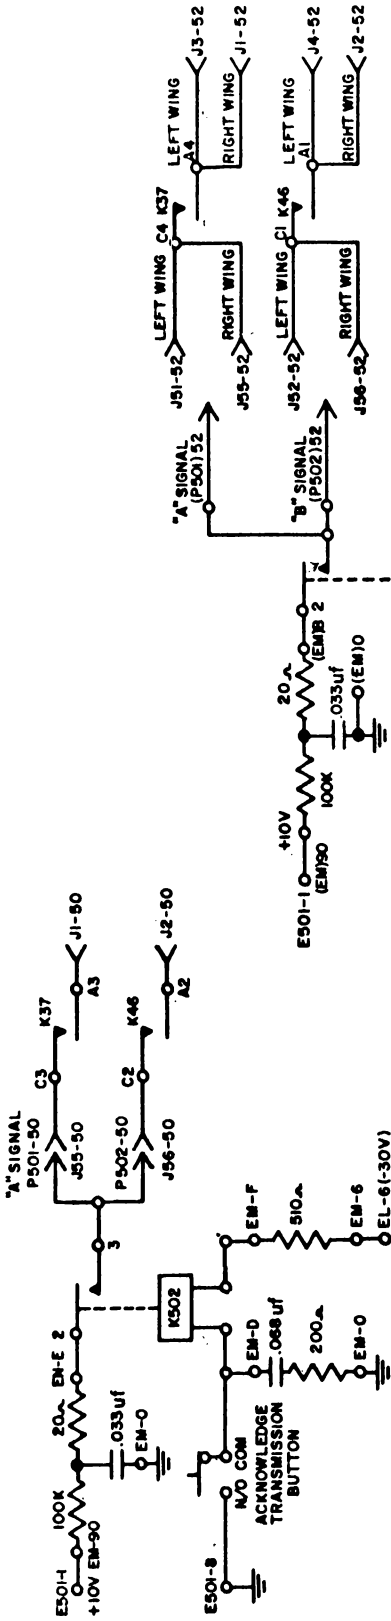 E501-1
+10V EM-90
100K
20Ω
EM-E 2
.033uf
EM-0
3
"A" SIGNAL
P501-50
J55-50
C3
K37
A3
J1-50
P502-50
J56-50
C2
K46
A2
J2-50
K502
E501-8
N/O COM
ACKNOWLEDGE
TRANSMISSION
BUTTON
EM-D
.068uf
200Ω
EM-0
EM-F
510Ω
EM-6
EL-6(-30V)
E501-1
(EM)90
+10V
100K
20Ω
.033uf
(EM)0
(EM)B 2
"A" SIGNAL
(P501)52
"B" SIGNAL
(P502)52
J51-52
LEFT WING
C4 K37
LEFT WING
A4
J3-52
J55-52
RIGHT WING
RIGHT WING
J1-52
J52-52
LEFT WING
C1 K46
LEFT WING
A1
J4-52
J56-52
RIGHT WING
RIGHT WING
J2-52